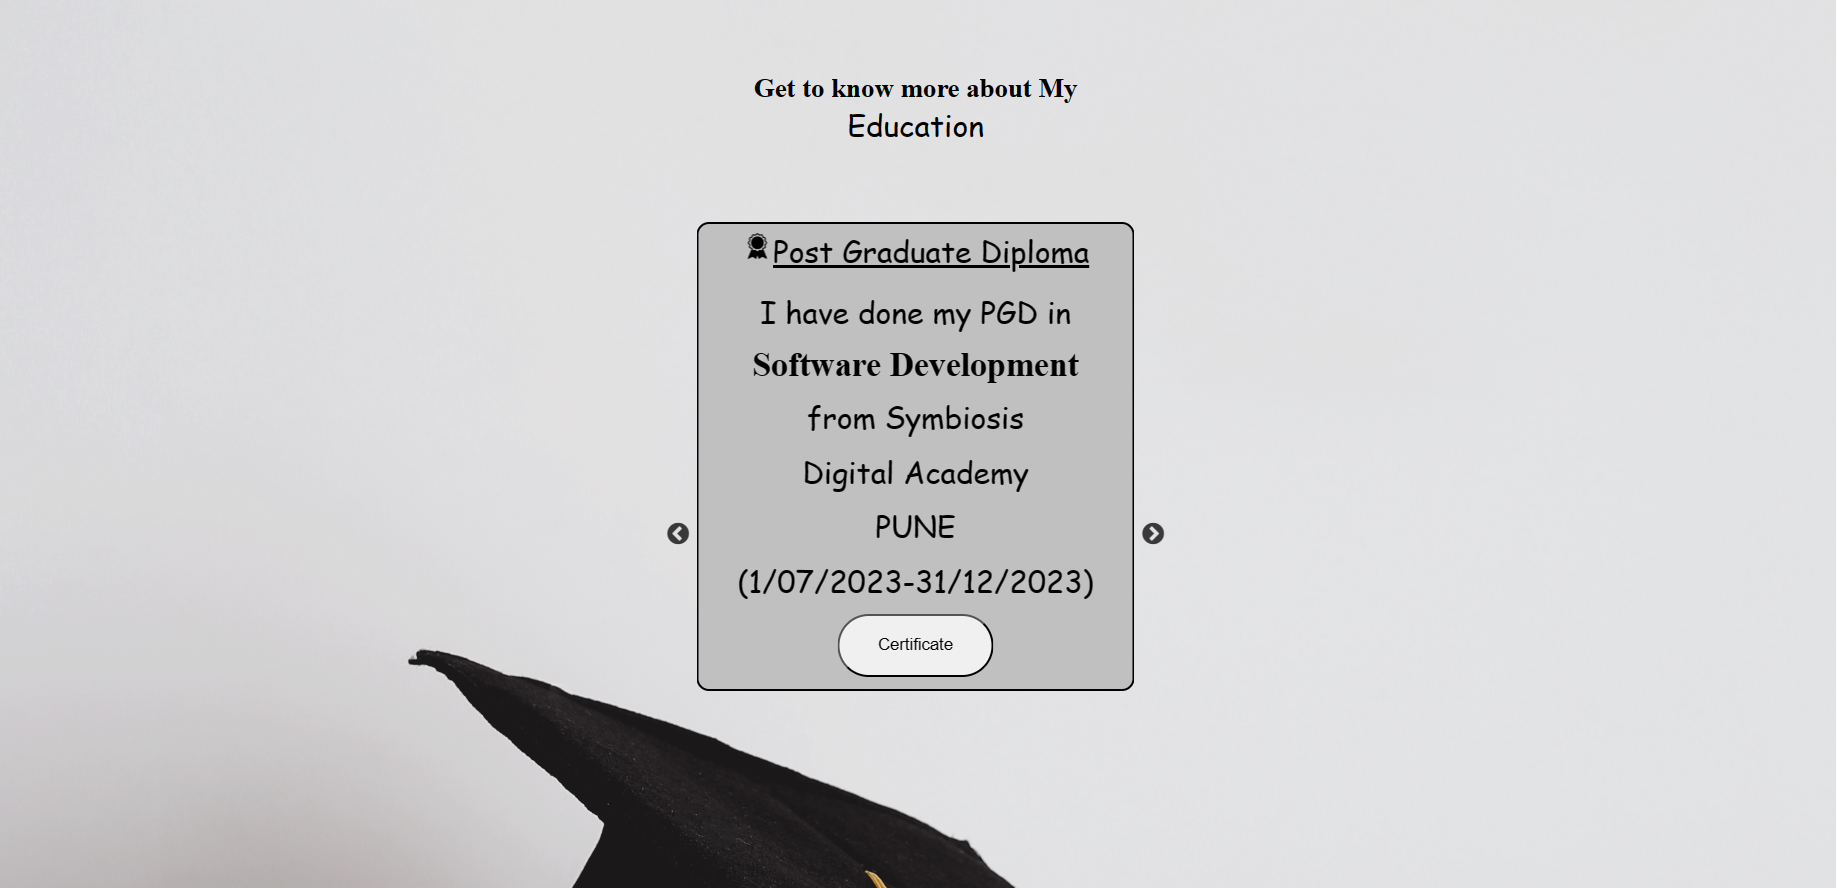 Get to know more about My
Education
Post Graduate Diploma
I have done my PGD in
Software Development
from Symbiosis
Digital Academy
PUNE
(1/07/2023-31/12/2023)
Certificate